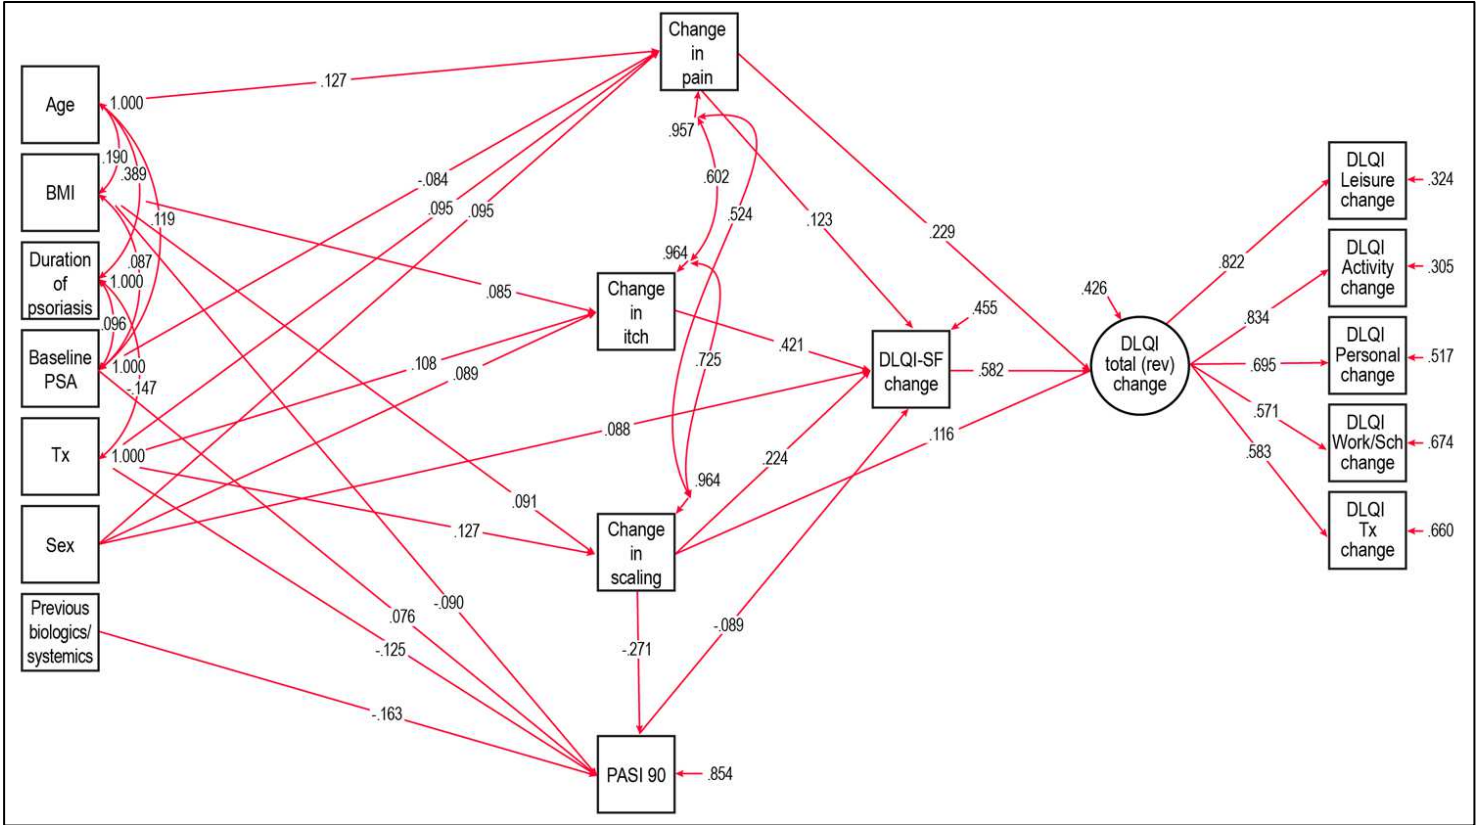 Change
in
pain
Age
1.000
.127
.957
.190
.389
BMI
.119
-.084
.095
.095
.602
.524
.123
.229
DLQI
Leisure
change
.324
.822
Duration
of
psoriasis
.087
1.000
.096
.964
Change
in
itch
.085
.421
.455
.426
DLQI
Activity
change
.305
.834
Baseline
PSA
1.000
-.147
.108
.089
.725
DLQI-SF
change
.582
DLQI
total (rev)
change
.695
DLQI
Personal
change
.517
Tx
1.000
.088
.224
.116
.571
DLQI
Work/Sch
change
.674
.583
Sex
.091
.127
.964
Change
in
scaling
DLQI
Tx
change
.660
Previous
biologics/
systemics
-.090
.076
-.125
-.271
-.089
-.163
PASI 90
.854